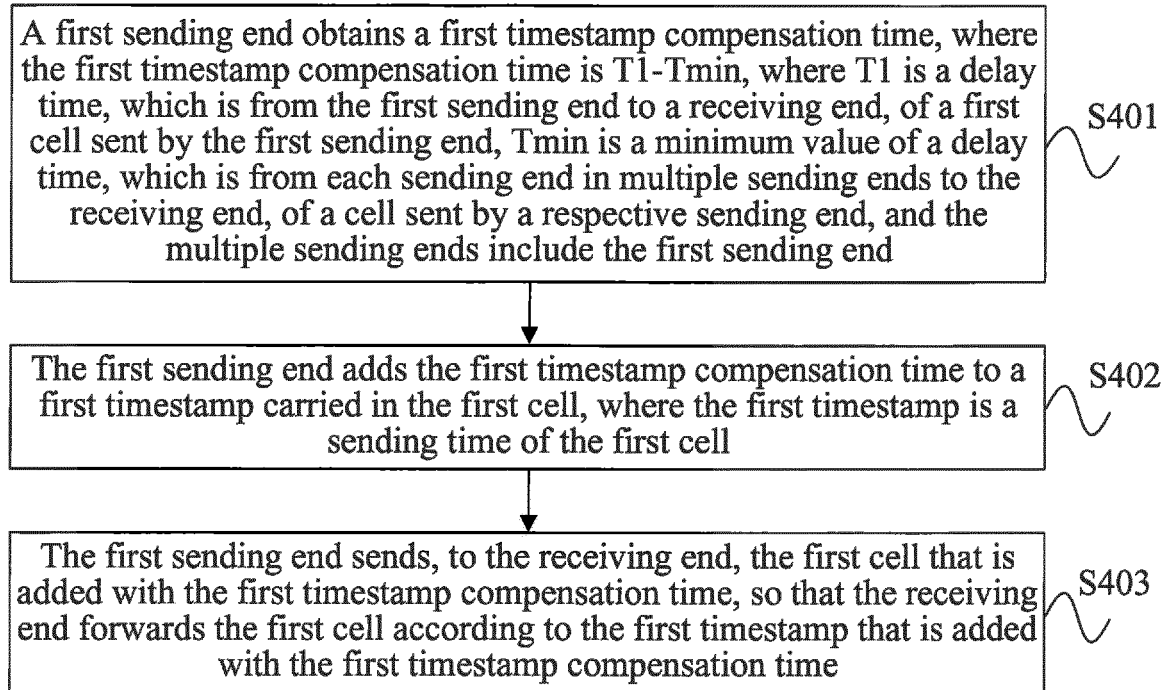 A first sending end obtains a first timestamp compensation time, where
the first timestamp compensation time is T1-Tmin, where T1 is a delay
time, which is from the first sending end to a receiving end, of a first
cell sent by the first sending end, Tmin is a minimum value of a delay
time, which is from each sending end in multiple sending ends to the
receiving end, of a cell sent by a respective sending end, and the
multiple sending ends include the first sending end
S401
The first sending end adds the first timestamp compensation time to a
first timestamp carried in the first cell, where the first timestamp is a
sending time of the first cell
S402
The first sending end sends, to the receiving end, the first cell that is
added with the first timestamp compensation time, so that the receiving
end forwards the first cell according to the first timestamp that is added
with the first timestamp compensation time
S403